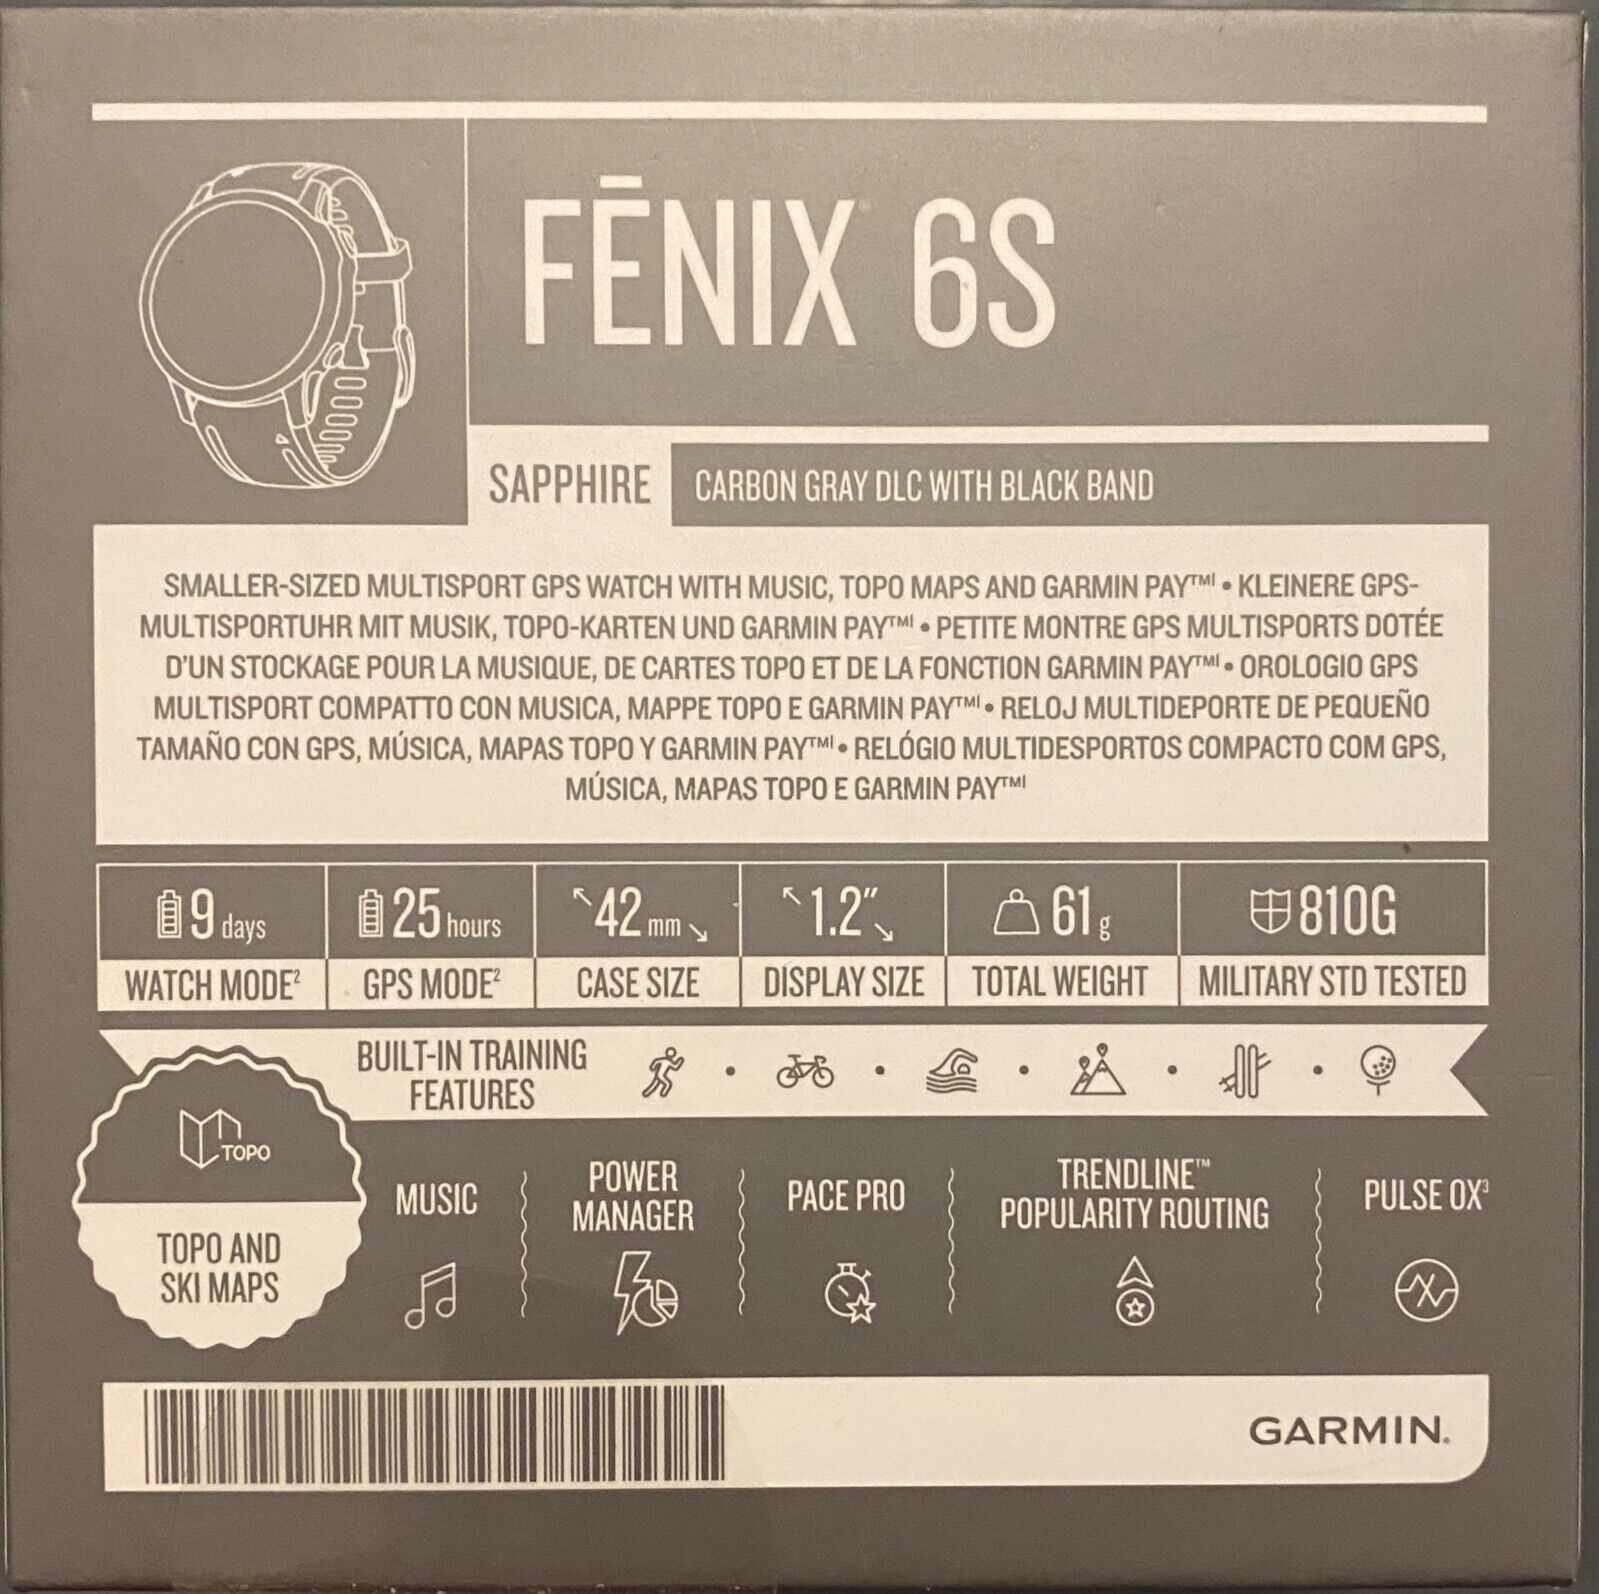 FĒNIX® 6S
SAPPHIRE
CARBON GRAY DLC WITH BLACK BAND
SMALLER-SIZED MULTISPORT GPS WATCH WITH MUSIC, TOPO MAPS AND GARMIN PAY™¹ • KLEINERE GPS-
MULTISPORTUHR MIT MUSIK, TOPO-KARTEN UND GARMIN PAY™¹ • PETITE MONTRE GPS MULTISPORTS DOTÉE
D'UN STOCKAGE POUR LA MUSIQUE, DE CARTES TOPO ET DE LA FONCTION GARMIN PAY™¹ • OROLOGIO GPS
MULTISPORT COMPATTO CON MUSICA, MAPPE TOPO E GARMIN PAY™¹ • RELOJ MULTIDEPORTE DE PEQUEÑO
TAMAÑO CON GPS, MÚSICA, MAPAS TOPO Y GARMIN PAY™¹ • RELÓGIO MULTIDESPORTOS COMPACTO COM GPS,
MÚSICA, MAPAS TOPO E GARMIN PAY™¹
9 days
WATCH MODE²
25 hours
GPS MODE²
42 mm
CASE SIZE
1.2"
DISPLAY SIZE
61 g
TOTAL WEIGHT
810G
MILITARY STD TESTED
BUILT-IN TRAINING
FEATURES
TOPO
TOPO AND
SKI MAPS
MUSIC
POWER
MANAGER
PACE PRO
TRENDLINE™
POPULARITY ROUTING
PULSE OX³
GARMIN®